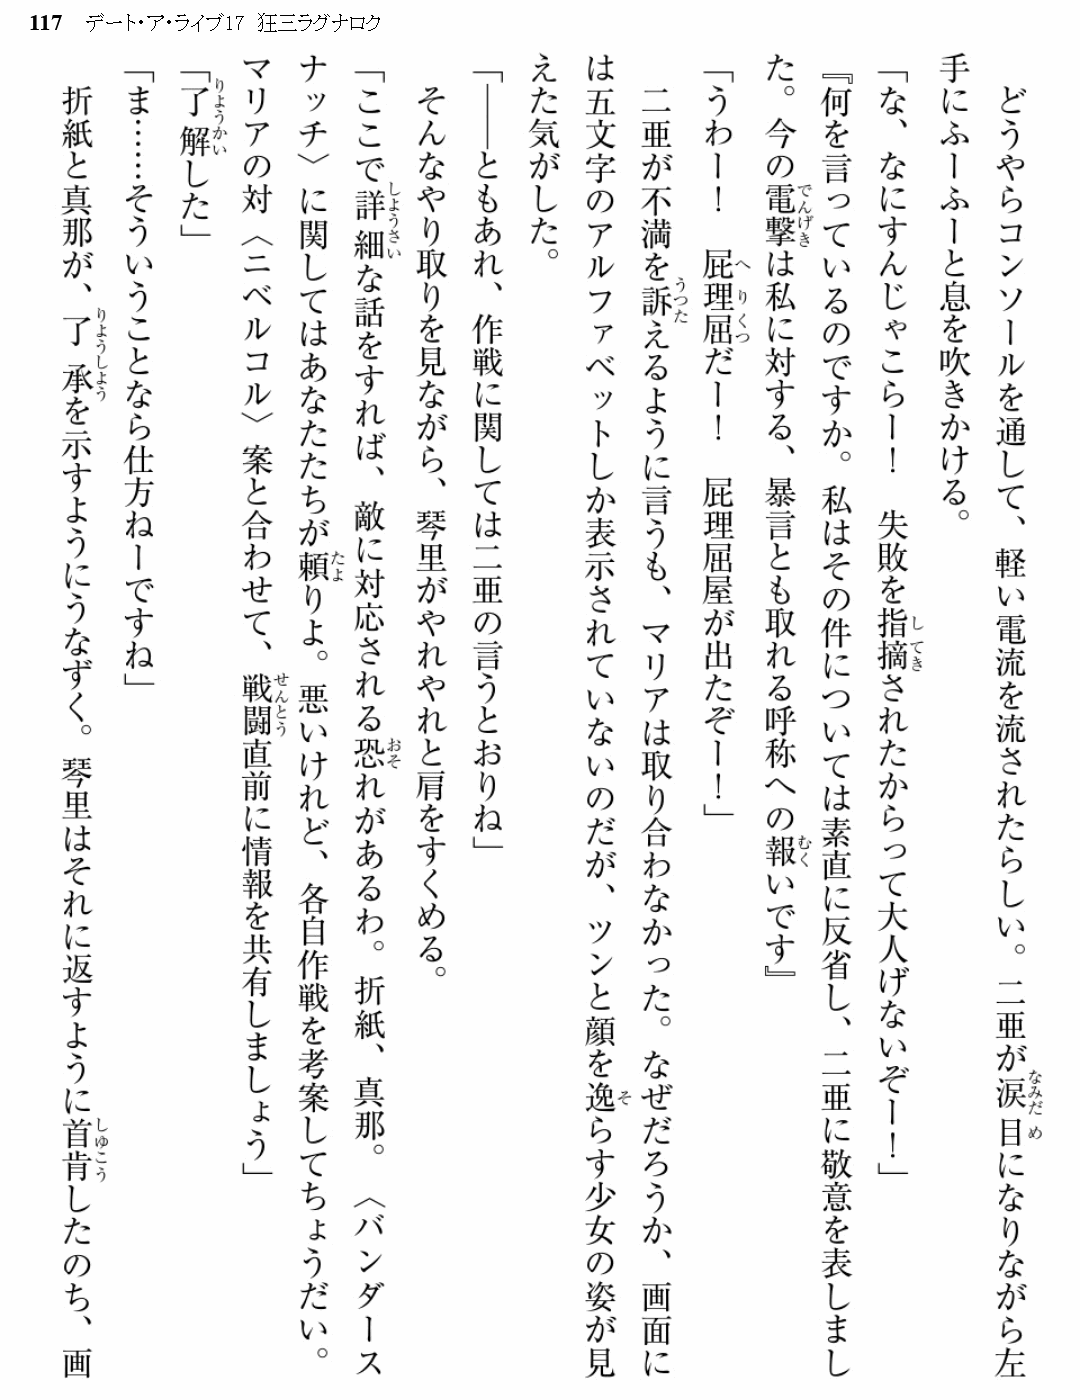 117　デート・ア・ライブ17　狂三ラグナロク
　どうやらコンソールを通して、軽い電流を流されたらしい。二亜が涙目になりながら左
手にふーふーと息を吹きかける。
「な、なにすんじゃこらー！　失敗を指摘されたからって大人げないぞー！」
『何を言っているのですか。私はその件については素直に反省し、二亜に敬意を表しまし
た。今の電撃は私に対する、暴言とも取れる呼称への報いです』
「うわー！　屁理屈だー！　屁理屈屋が出たぞー！」
　二亜が不満を訴えるように言うも、マリアは取り合わなかった。なぜだろうか、画面に
は五文字のアルファベットしか表示されていないのだが、ツンと顔を逸らす少女の姿が見
えた気がした。
「――ともあれ、作戦に関しては二亜の言うとおりね」
　そんなやり取りを見ながら、琴里がやれやれと肩をすくめる。
「ここで詳細な話をすれば、敵に対応される恐れがあるわ。折紙、真那。〈バンダース
ナッチ〉に関してはあなたたちが頼りよ。悪いけれど、各自作戦を考案してちょうだい。
マリアの対〈ニベルコル〉案と合わせて、戦闘直前に情報を共有しましょう」
「了解した」
「ま……そういうことなら仕方ねーですね」
　折紙と真那が、了承を示すようにうなずく。琴里はそれに返すように首肯したのち、画